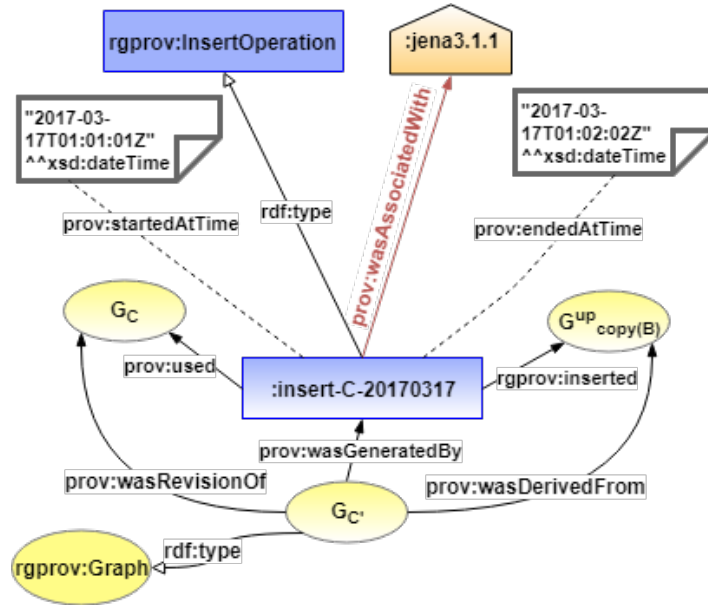 rgprov:InsertOperation
:jena3.1.1
"2017-03-
17T01:01:01Z"
^^xsd:dateTime
"2017-03-
17T01:02:02Z"
^^xsd:dateTime
prov:startedAtTime
rdf:type
prov:wasAssociatedWith
prov:endedAtTime
GC
Gupcopy(B)
prov:used
:insert-C-20170317
rgprov:inserted
prov:wasGeneratedBy
prov:wasRevisionOf
prov:wasDerivedFrom
GC'
rdf:type
rgprov:Graph